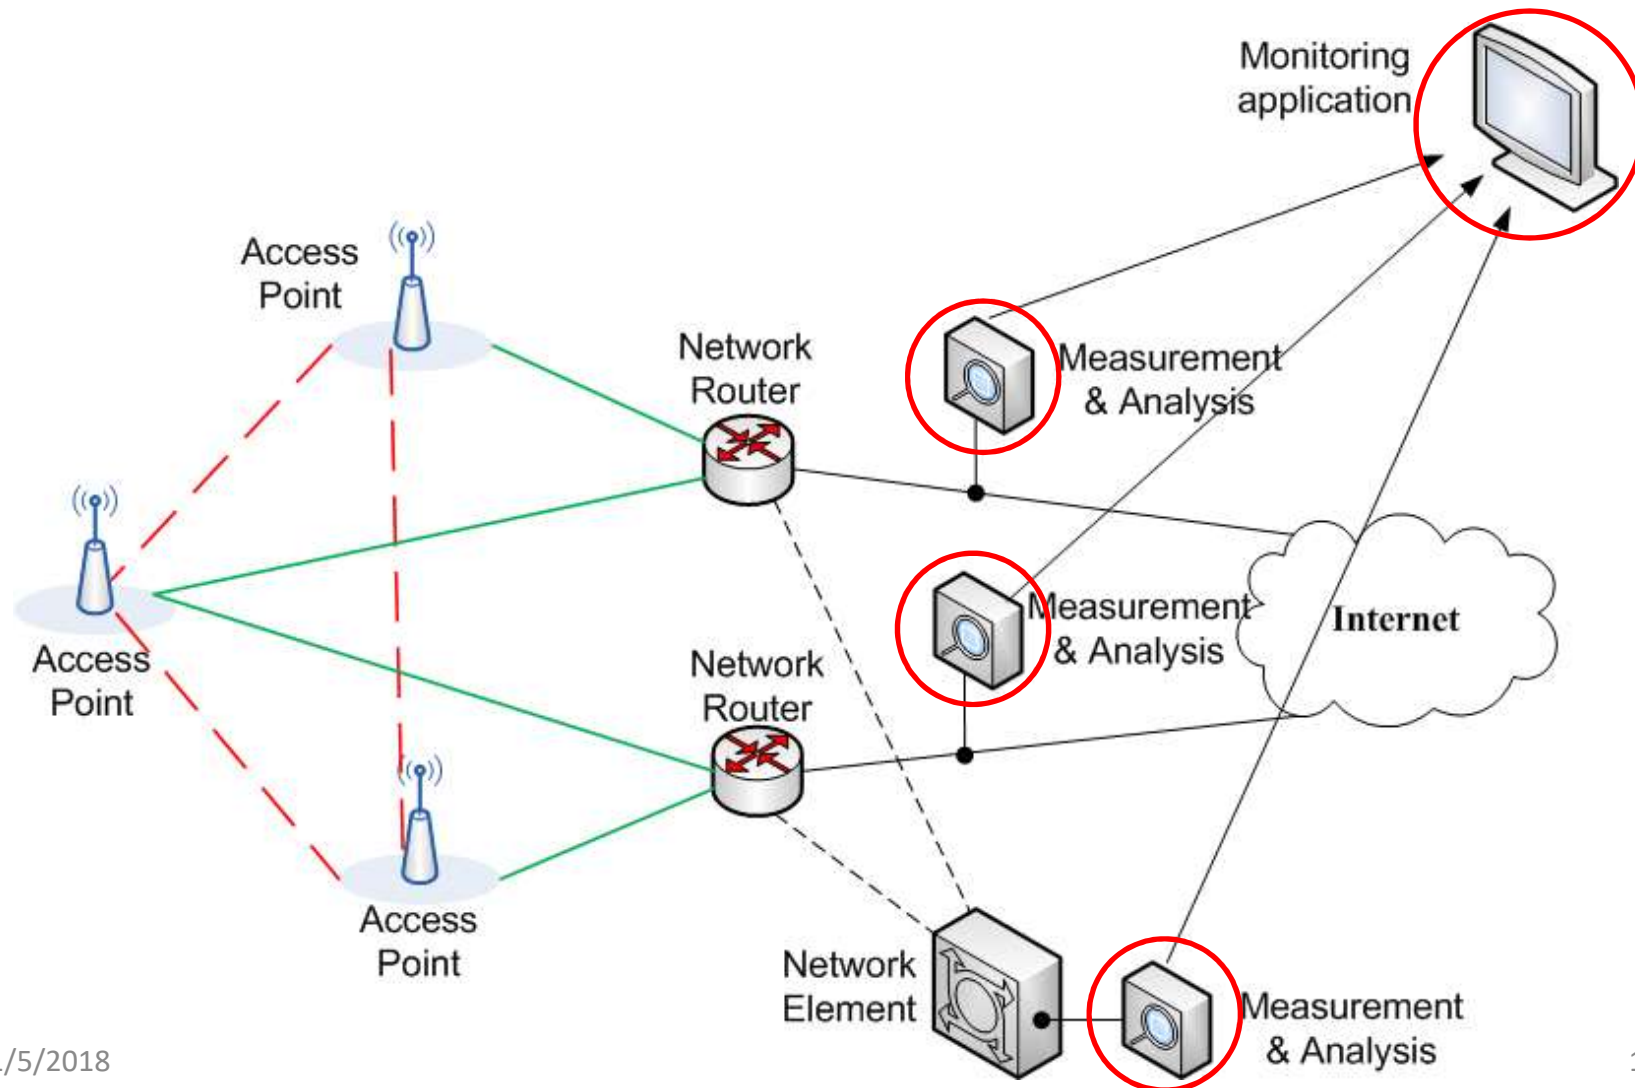 Monitoring
application
Access
Point
Network
Router
Measurement
& Analysis
Access
Point
Network
Router
Measurement
& Analysis
Internet
Access
Point
Network
Element
Measurement
& Analysis
/5/2018